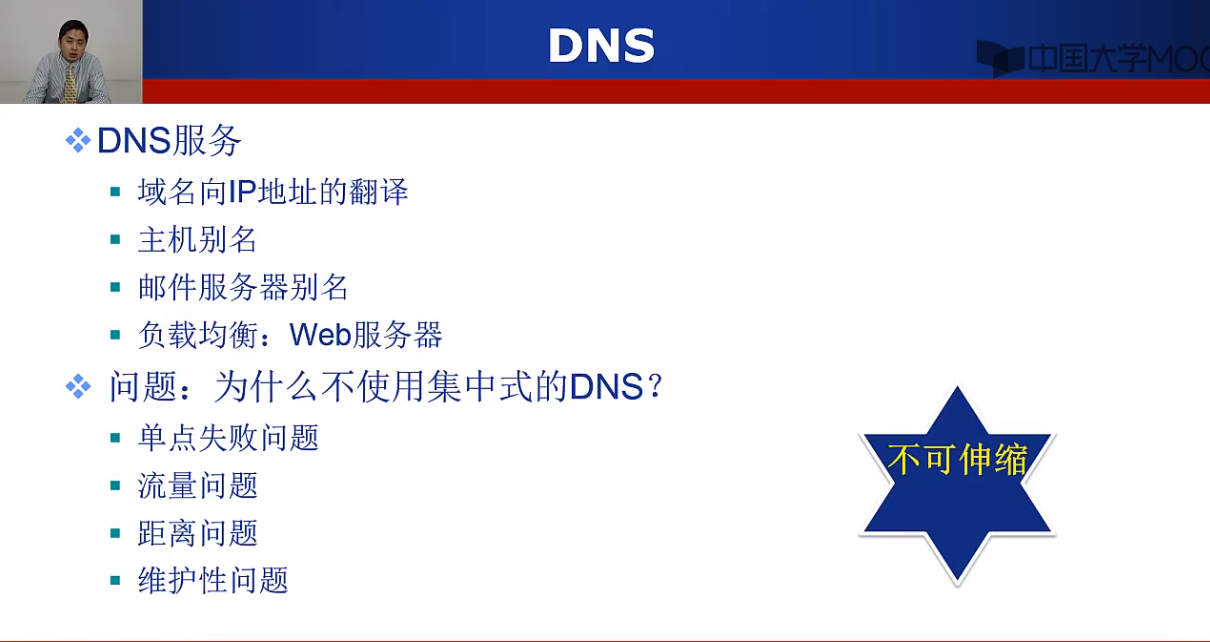 DNS
中国大学MOO
DNS服务
域名向IP地址的翻译
主机别名
邮件服务器别名
负载均衡：Web服务器
问题：为什么不使用集中式的DNS？
单点失败问题
流量问题
距离问题
维护性问题
不可伸缩